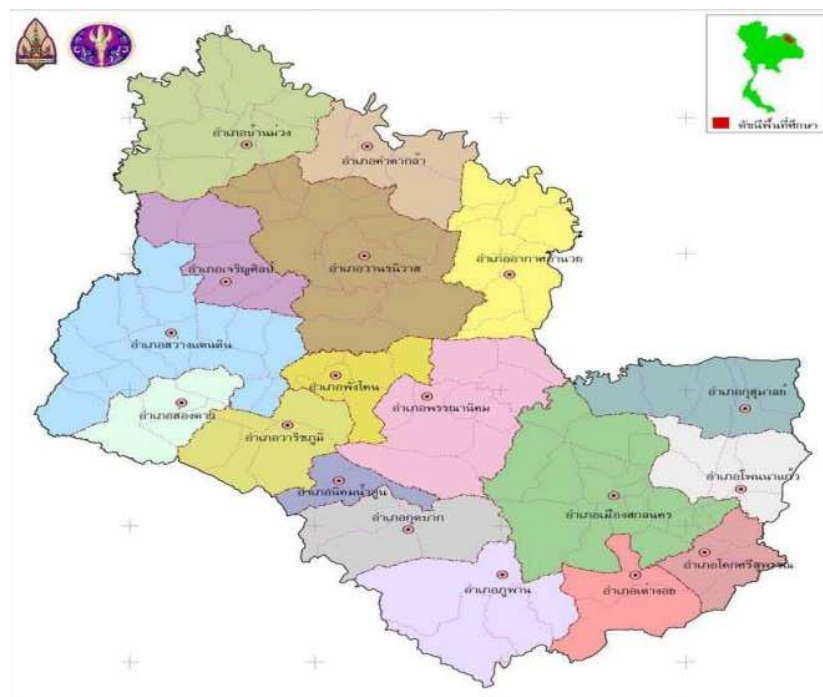 ดัชนีพื้นที่ศึกษา
อำเภอบ้านม่วง
อำเภอคำตากล้า
อำเภอวานรนิวาส
อำเภออากาศอำนวย
อำเภอเจริญศิลป์
อำเภอสว่างแดนดิน
อำเภอพังโคน
อำเภอพรรณานิคม
อำเภอกุสุมาลย์
อำเภอส่องดาว
อำเภอวาริชภูมิ
อำเภอโพนนาแก้ว
อำเภอนิคมน้ำอูน
อำเภอเมืองสกลนคร
อำเภอกุดบาก
อำเภอโคกศรีสุพรรณ
อำเภอภูพาน
อำเภอเต่างอย